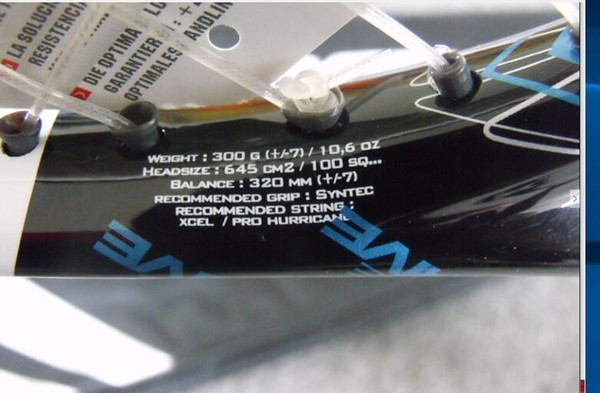 LA SOLUCI
RESISTENCI
DIE OPTIMA
GARANTIER
OPTIMALES
ANDLIN
WEIGHT : 300 G (+/-7) / 10,6 OZ
HEADSIZE : 645 CM2 / 100 SQ...
BALANCE : 320 MM (+/-7)
RECOMMENDED GRIP : SYNTEC
RECOMMENDED STRING :
XCEL / PRO HURRICANE